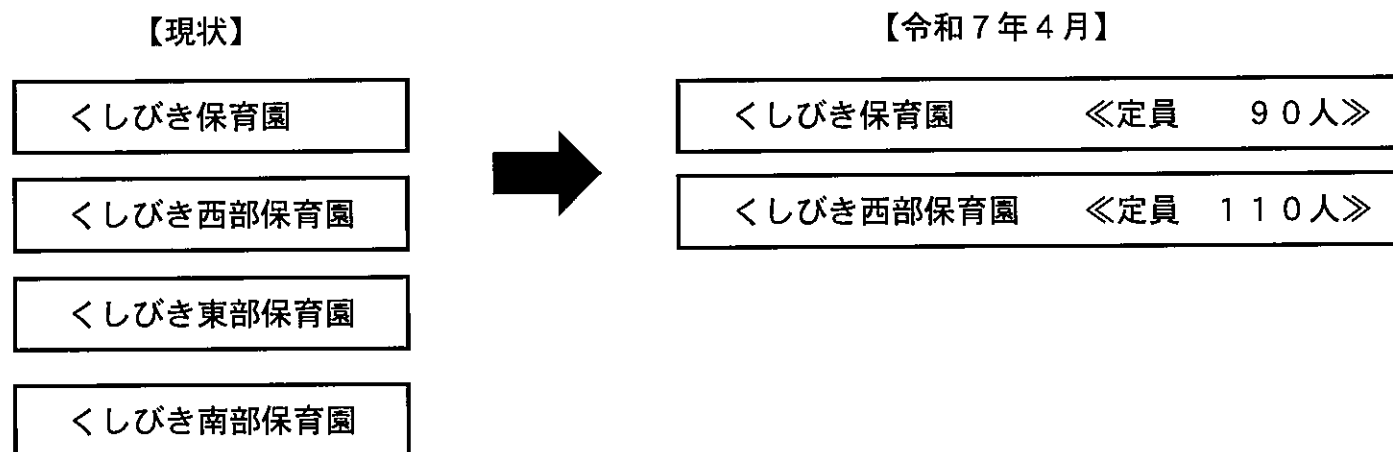 【現状】
くしびき保育園
くしびき西部保育園
くしびき東部保育園
くしびき南部保育園
【令和７年４月】
くしびき保育園　≪定員　９０人≫
くしびき西部保育園　≪定員　１１０人≫